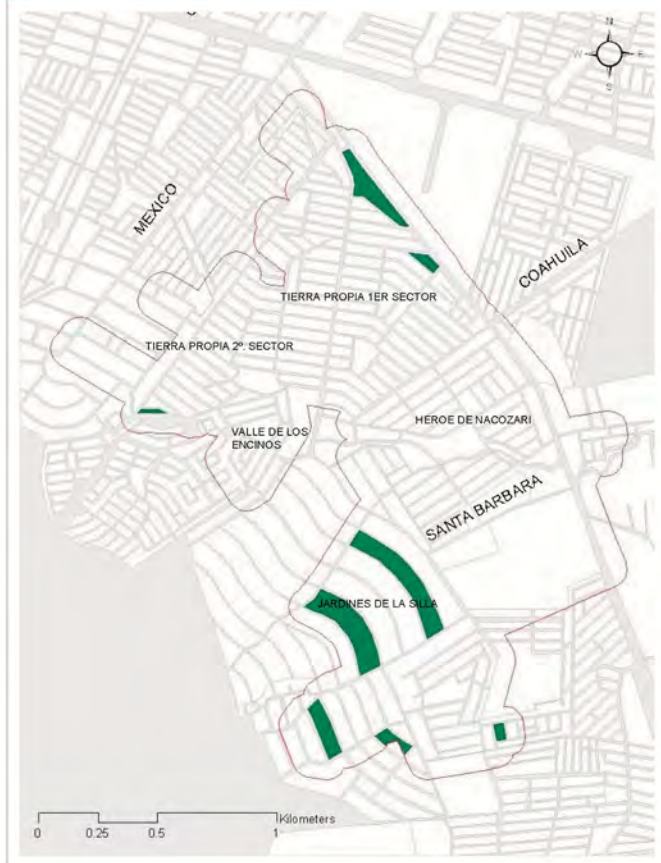 N
W
E
S
MEXICO
COAHUILA
TIERRA PROPIA 1ER SECTOR
TIERRA PROPIA 2º. SECTOR
HEROE DE NACOZARI
VALLE DE LOS
ENCINOS
SANTA BARBARA
JARDINES DE LA SILLA
Kilometers
0 0.25 0.5 1